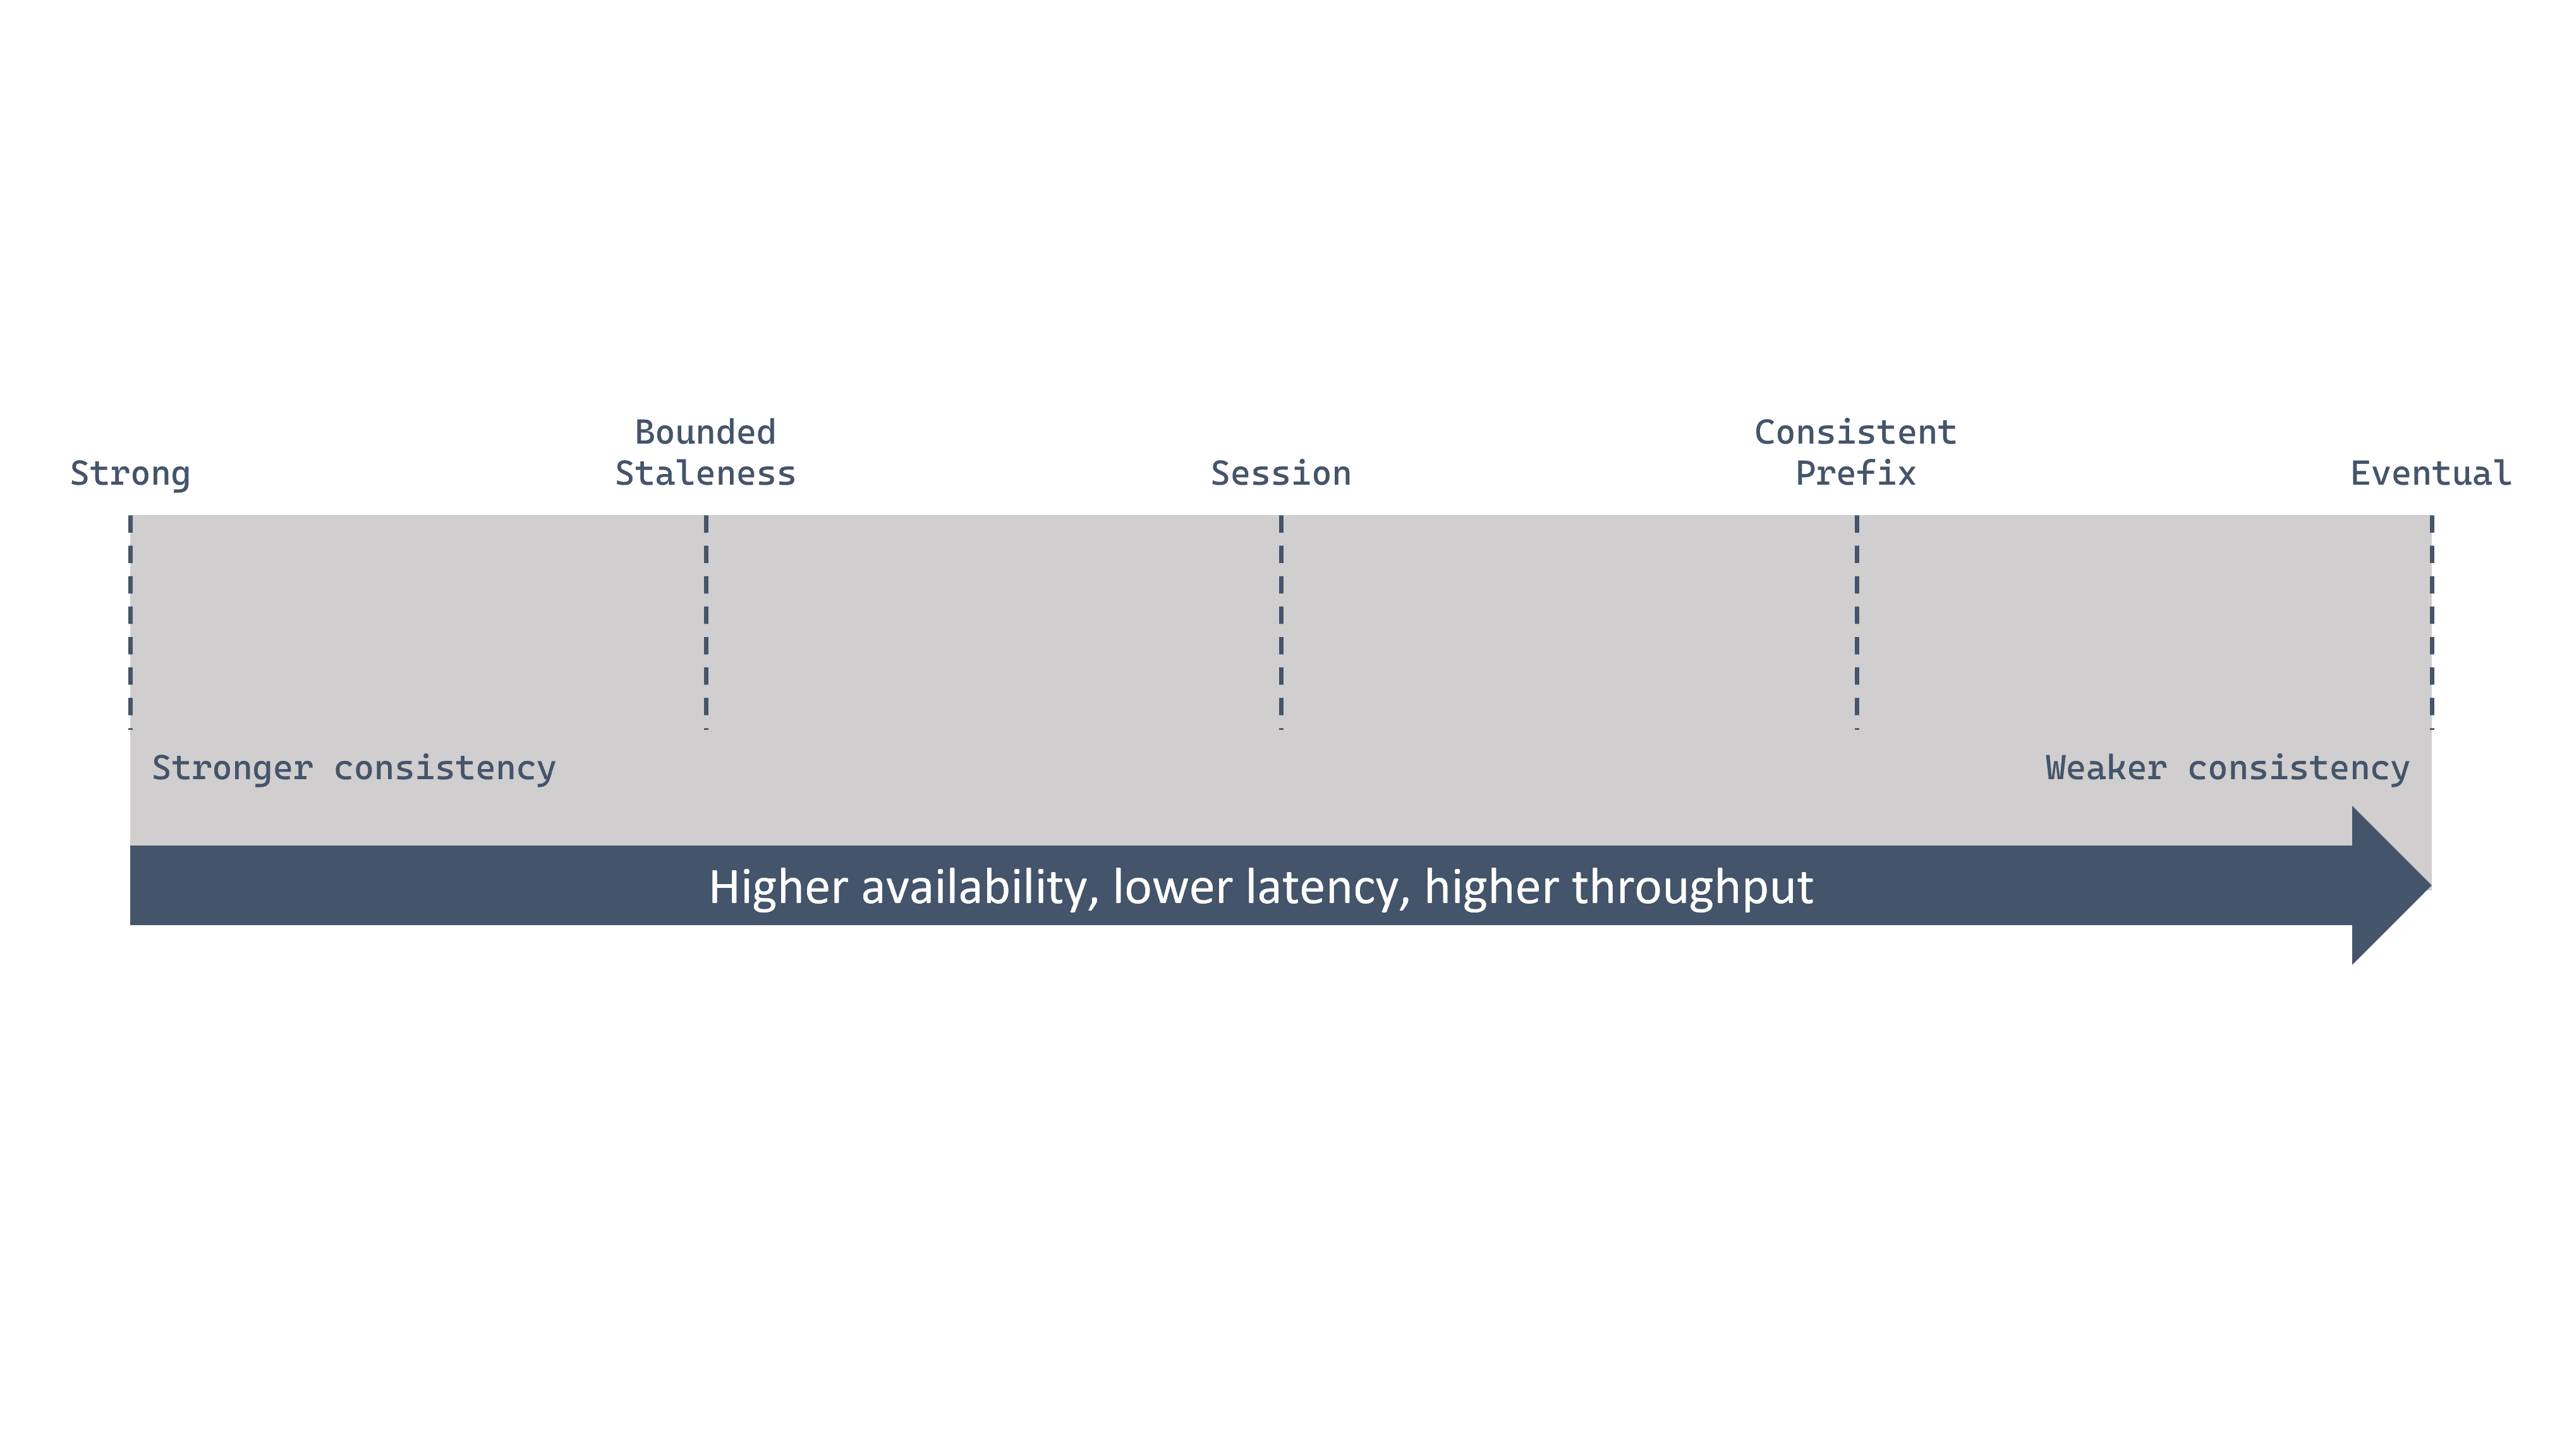 Strong
Bounded
Staleness
Session
Consistent
Prefix
Eventual
Stronger consistency
Weaker consistency
Higher availability, lower latency, higher throughput